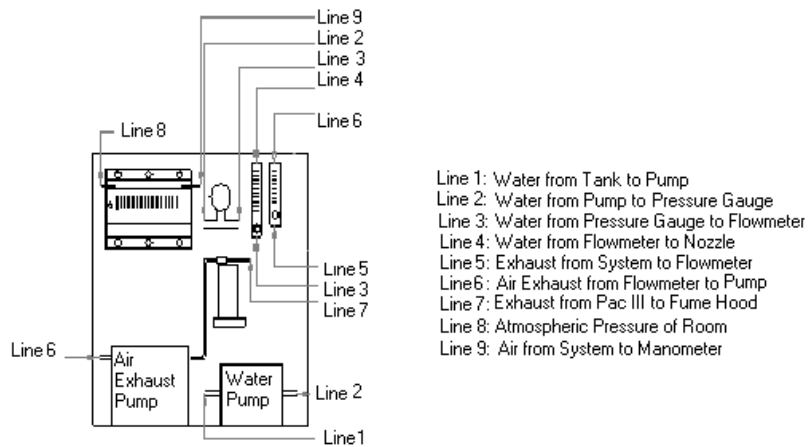 Line 9
Line 2
Line 3
Line 4
Line 6
Line 8
Line 5
Line 3
Line 7
Line 6
Air
Exhaust
Pump
Water
Pump
Line 2
Line1
Line 1: Water from Tank to Pump
Line 2: Water from Pump to Pressure Gauge
Line 3: Water from Pressure Gauge to Flowmeter
Line 4: Water from Flowmeter to Nozzle
Line 5: Exhaust from System to Flowmeter
Line6: Air Exhaust from Flowmeter to Pump
Line 7: Exhaust from Pac III to Fume Hood
Line 8: Atmospheric Pressure of Room
Line 9: Air from System to Manometer